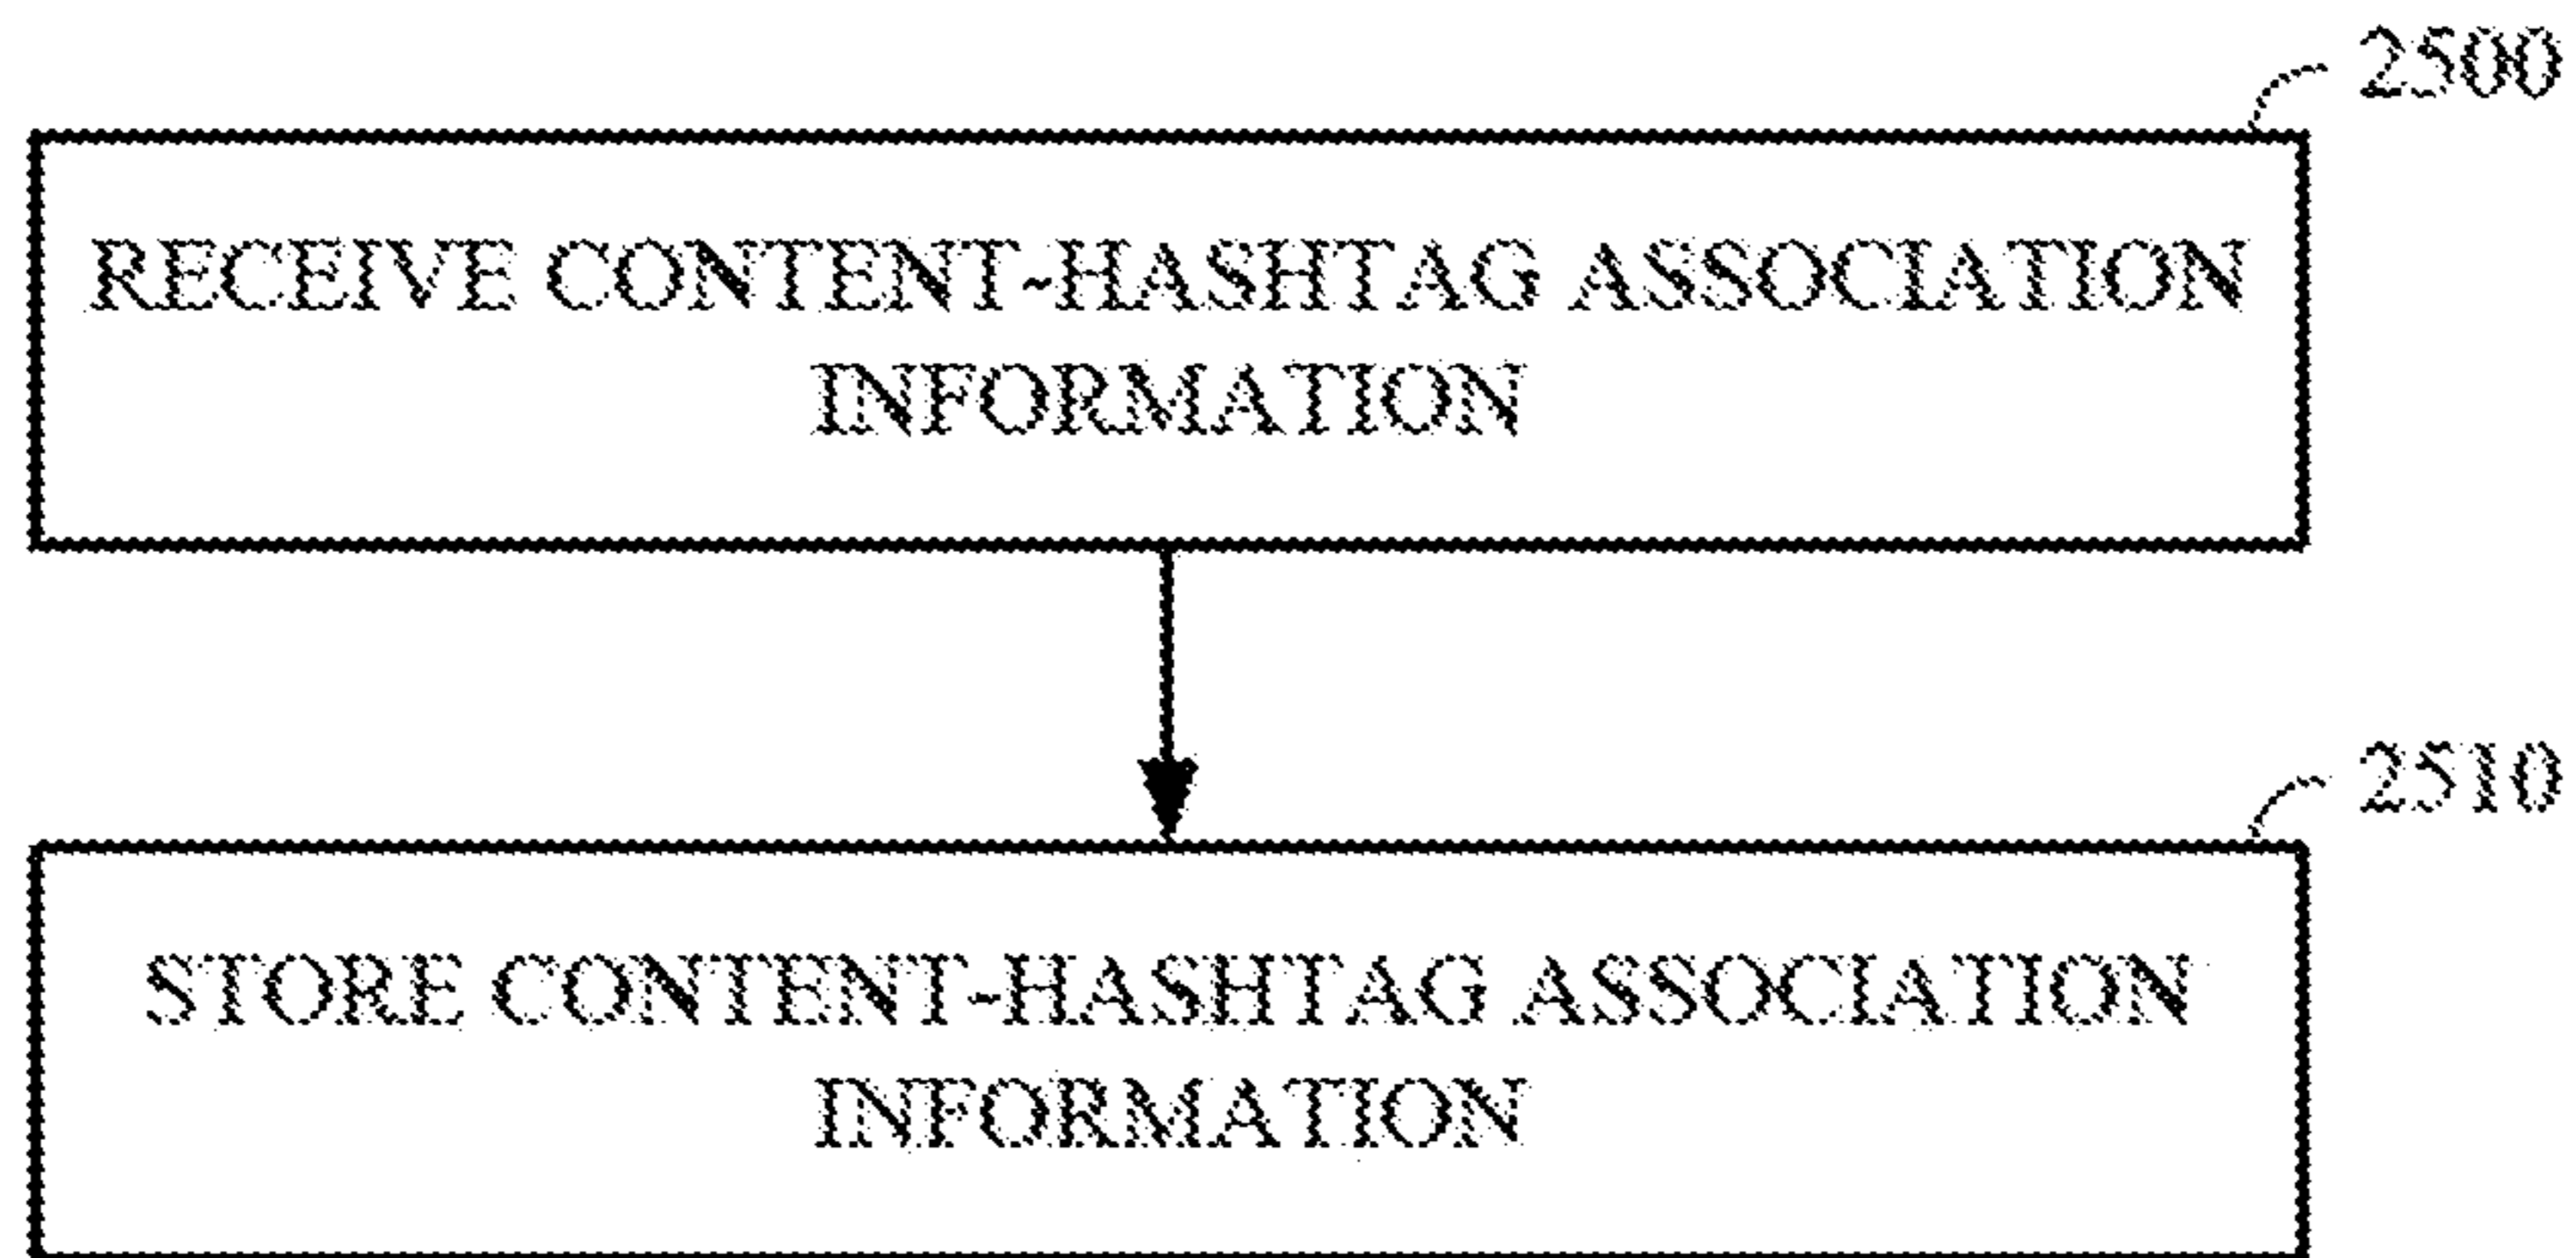 2500
RECEIVE CONTENT-HASHTAG ASSOCIATION
INFORMATION
2510
STORE CONTENT-HASHTAG ASSOCIATION
INFORMATION